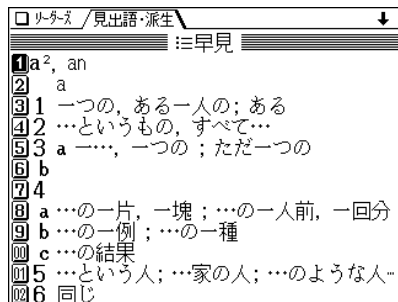 リーダーズ 見出語・派生
早見
1 a², an
2 a
3 1 一つの, ある一人の; ある
4 2 …というもの, すべて…
5 3 a 一…, 一つの ; ただ一つの
6 b
7 4
8 a …の一片, 一塊 ; …の一人前, 一回分
9 b …の一例 ; …の一種
00 c …の結果
01 5 …という人; …家の人; …のような人…
02 6 同じ